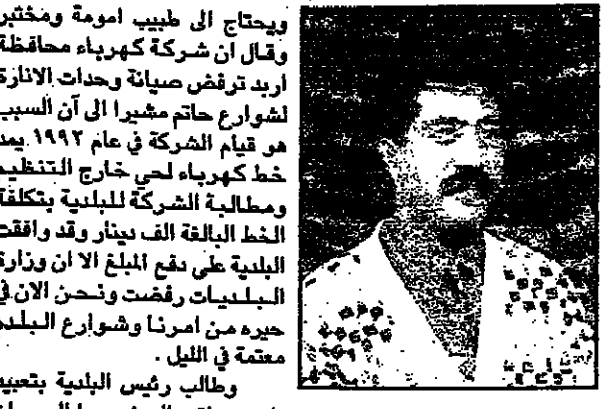 ويحتاج الى طبيب امومة ومختبر
وقال ان شركة كهرباء محافظة
اربد ترفض صيانة وحدات الانارة
لشوارع حاتم مشيرا الى آن السبب
هو قيام الشركة في عام ١٩٩٢ بمد
خط كهرباء لحي خارج التنظيم
ومطالبة الشركة للبلدية بتكلفة
الخط البالغة الف دينار وقد وافقت
البلدية على دفع المبلغ الا ان وزارة
البلديات رفضت ونحن الان في
حيره من امرنا وشوارع البلده
معتمة في الليل .
وطالب رئيس البلدية بتعبيد